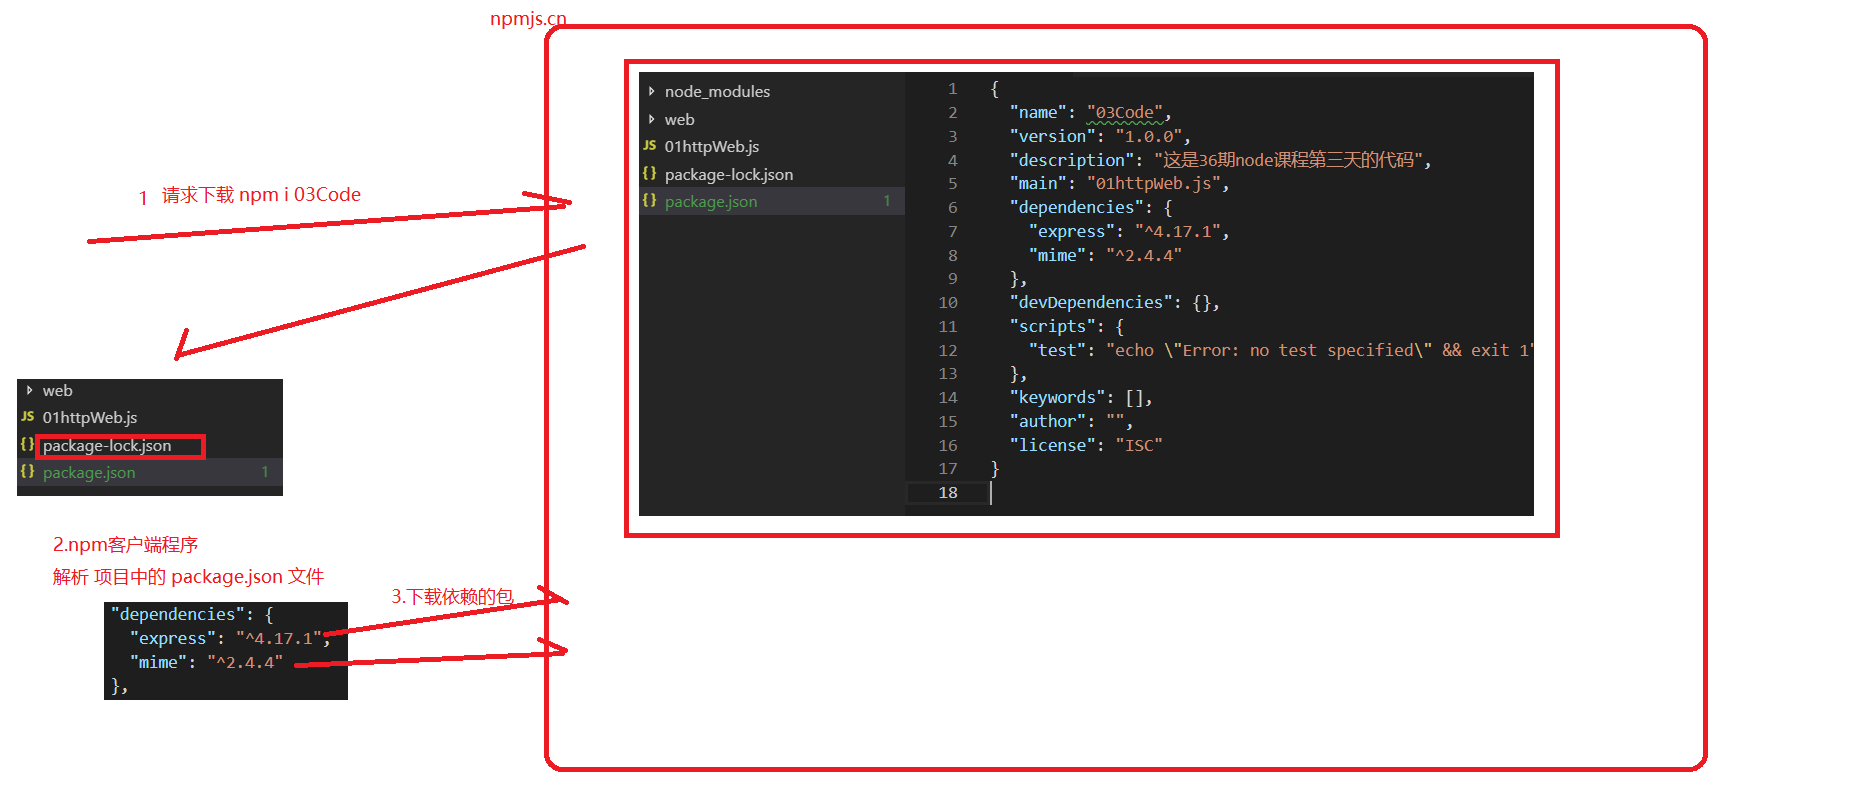 npmjs.cn
1 请求下载 npm i 03Code
node_modules
web
JS 01httpWeb.js
{} package-lock.json
{} package.json 1
1 {
2 "name": "03Code",
3 "version": "1.0.0",
4 "description": "这是36期node课程第三天的代码",
5 "main": "01httpWeb.js",
6 "dependencies": {
7 "express": "^4.17.1",
8 "mime": "^2.4.4"
9 },
10 "devDependencies": {},
11 "scripts": {
12 "test": "echo \"Error: no test specified\" && exit 1"
13 },
14 "keywords": [],
15 "author": "",
16 "license": "ISC"
17 }
18
web
JS 01httpWeb.js
{} package-lock.json
{} package.json 1
2.npm客户端程序
解析 项目中的 package.json 文件
"dependencies": {
"express": "^4.17.1",
"mime": "^2.4.4"
},
3.下载依赖的包